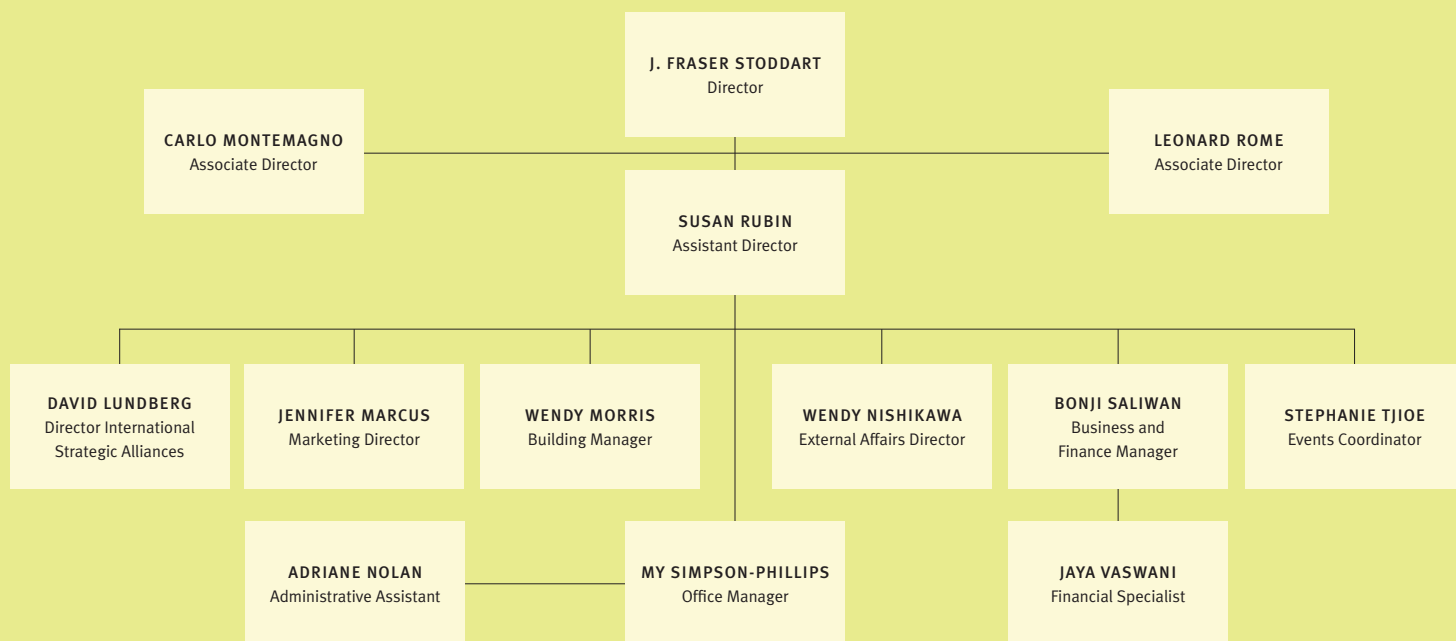 J. FRASER STODDART
Director
CARLO MONTEMAGNO
Associate Director
LEONARD ROME
Associate Director
SUSAN RUBIN
Assistant Director
DAVID LUNDBERG
Director International
Strategic Alliances
JENNIFER MARCUS
Marketing Director
WENDY MORRIS
Building Manager
WENDY NISHIKAWA
External Affairs Director
BONJI SALIWAN
Business and
Finance Manager
STEPHANIE TJIOE
Events Coordinator
ADRIANE NOLAN
Administrative Assistant
MY SIMPSON-PHILLIPS
Office Manager
JAYA VASWANI
Financial Specialist